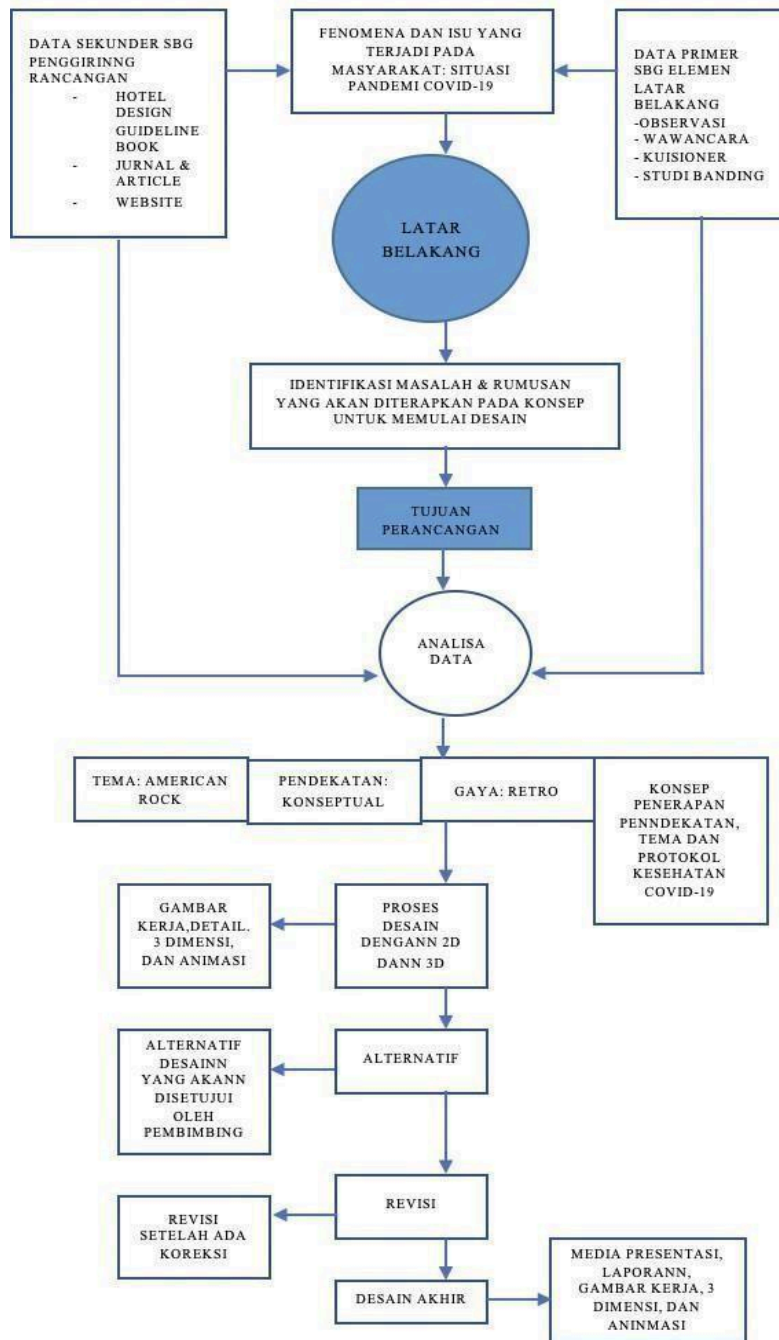 DATA SEKUNDER SBG
PENGGIRINNG
RANCANGAN
- HOTEL
DESIGN
GUIDELINE
BOOK
- JURNAL &
ARTICLE
- WEBSITE
FENOMENA DAN ISU YANG
TERJADI PADA
MASYARAKAT: SITUASI
PANDEMI COVID-19
DATA PRIMER
SBG ELEMEN
LATAR
BELAKANG
-OBSERVASI
- WAWANCARA
- KUISIONER
- STUDI BANDING
LATAR
BELAKANG
IDENTIFIKASI MASALAH & RUMUSAN
YANG AKAN DITERAPKAN PADA KONSEP
UNTUK MEMULAI DESAIN
TUJUAN
PERANCANGAN
ANALISA
DATA
TEMA: AMERICAN
ROCK
PENDEKATAN:
KONSEPTUAL
GAYA: RETRO
KONSEP
PENERAPAN
PENNDEKATAN,
TEMA DAN
PROTOKOL
KESEHATAN
COVID-19
GAMBAR
KERJA,DETAIL.
3 DIMENSI,
DAN ANIMASI
PROSES
DESAIN
DENGANN 2D
DANN 3D
ALTERNATIF
DESAINN
YANG AKANN
DISETUJUI
OLEH
PEMBIMBING
ALTERNATIF
REVISI
SETELAH ADA
KOREKSI
REVISI
DESAIN AKHIR
MEDIA PRESENTASI,
LAPORANN,
GAMBAR KERJA, 3
DIMENSI, DAN
ANINMASI